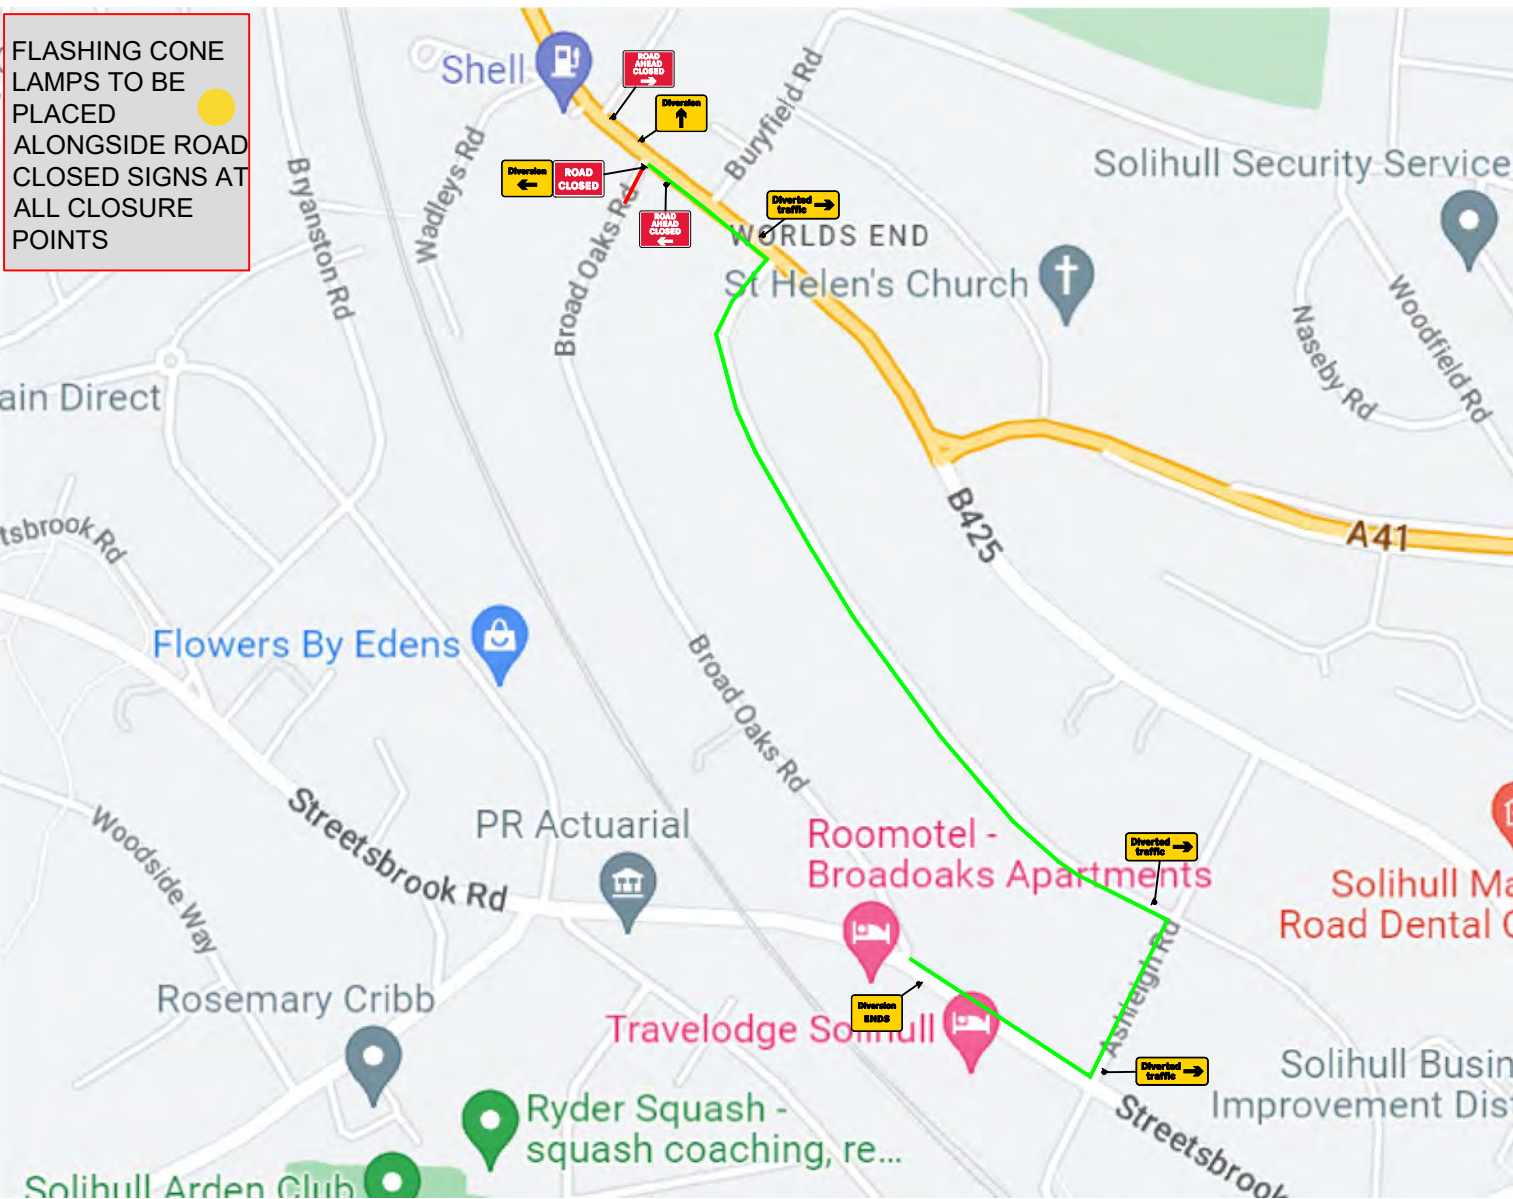 FLASHING CONE
LAMPS TO BE
PLACED
ALONGSIDE ROAD
CLOSED SIGNS AT
ALL CLOSURE
POINTS
Shell
ROAD
AHEAD
CLOSED
Diversion
Buryfield Rd
Solihull Security Service
Wadleys Rd
Bryanston Rd
Diversion
ROAD
CLOSED
Broad Oaks Rd
ROAD
AHEAD
CLOSED
Diverted
traffic
WORLDS END
St Helen's Church
Naseby Rd
Woodfield Rd
ain Direct
B425
A41
tsbrook Rd
Flowers By Edens
Broad Oaks Rd
Streetsbrook Rd
PR Actuarial
Woodside Way
Roomotel -
Broadoaks Apartments
Diverted
traffic
Solihull Ma
Road Dental C
Ashleigh Rd
Rosemary Cribb
Diversion
ENDS
Travelodge Solihull
Diverted
traffic
Solihull Busin
Improvement Dist
Streetsbrook
Ryder Squash -
squash coaching, re...
Solihull Arden Club